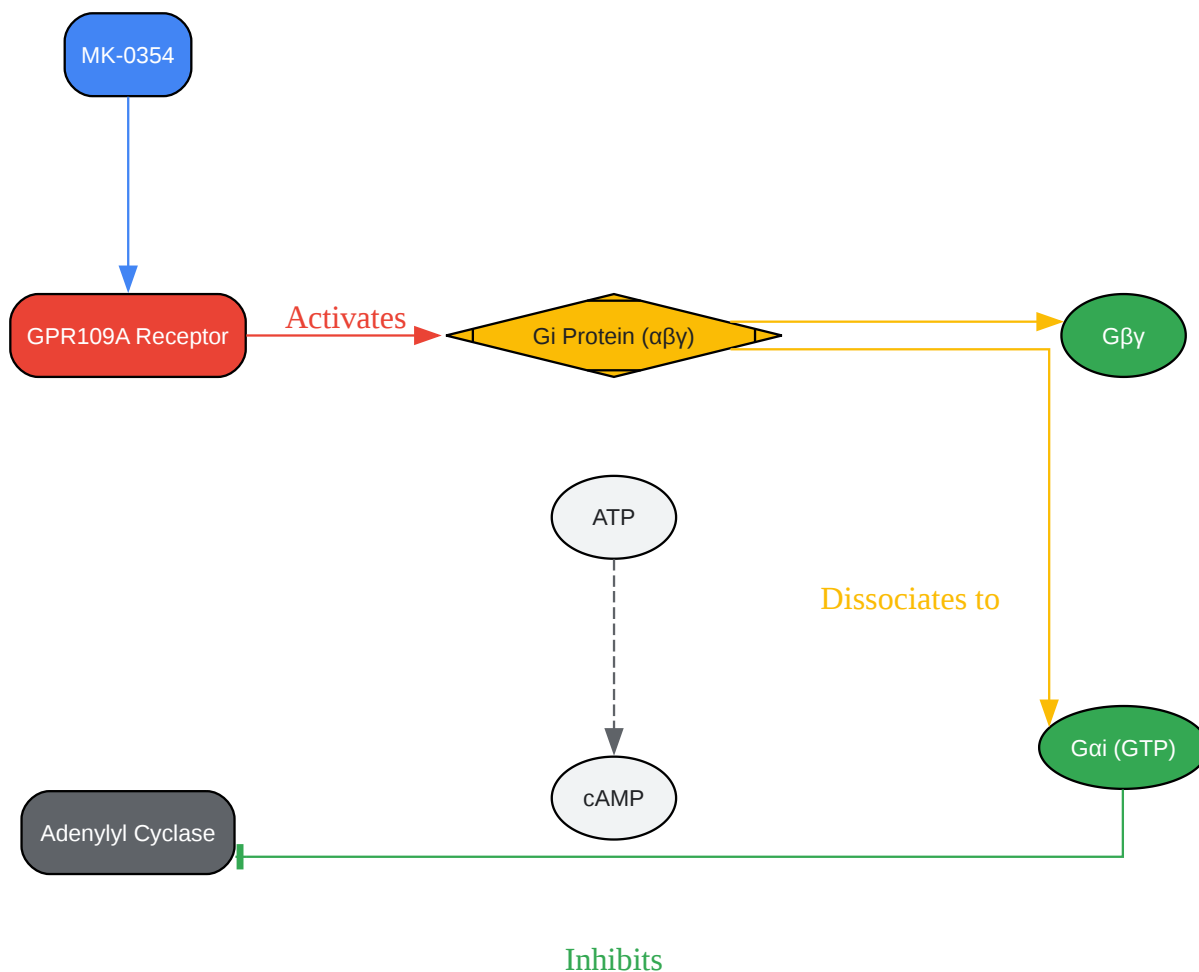 MK-0354
GPR109A Receptor
Activates
Gi Protein (αβγ)
Gβγ
ATP
Dissociates to
Gαi (GTP)
cAMP
Adenylyl Cyclase
Inhibits